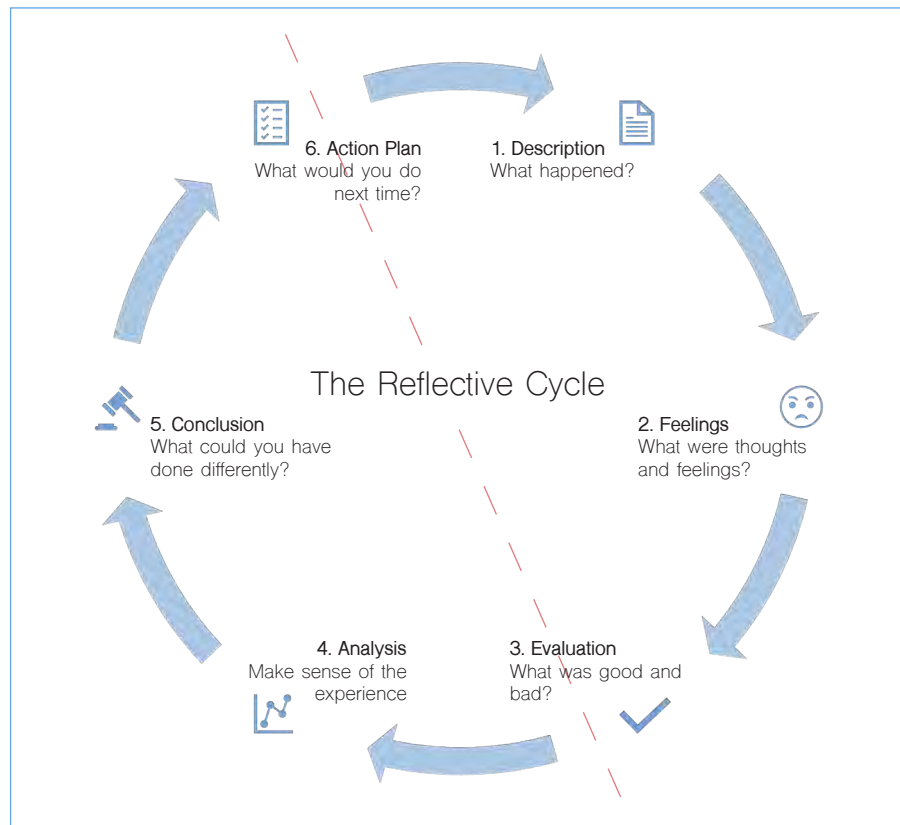 The Reflective Cycle
1. Description
What happened?
2. Feelings
What were thoughts
and feelings?
3. Evaluation
What was good and
bad?
4. Analysis
Make sense of the
experience
5. Conclusion
What could you have
done differently?
6. Action Plan
What would you do
next time?